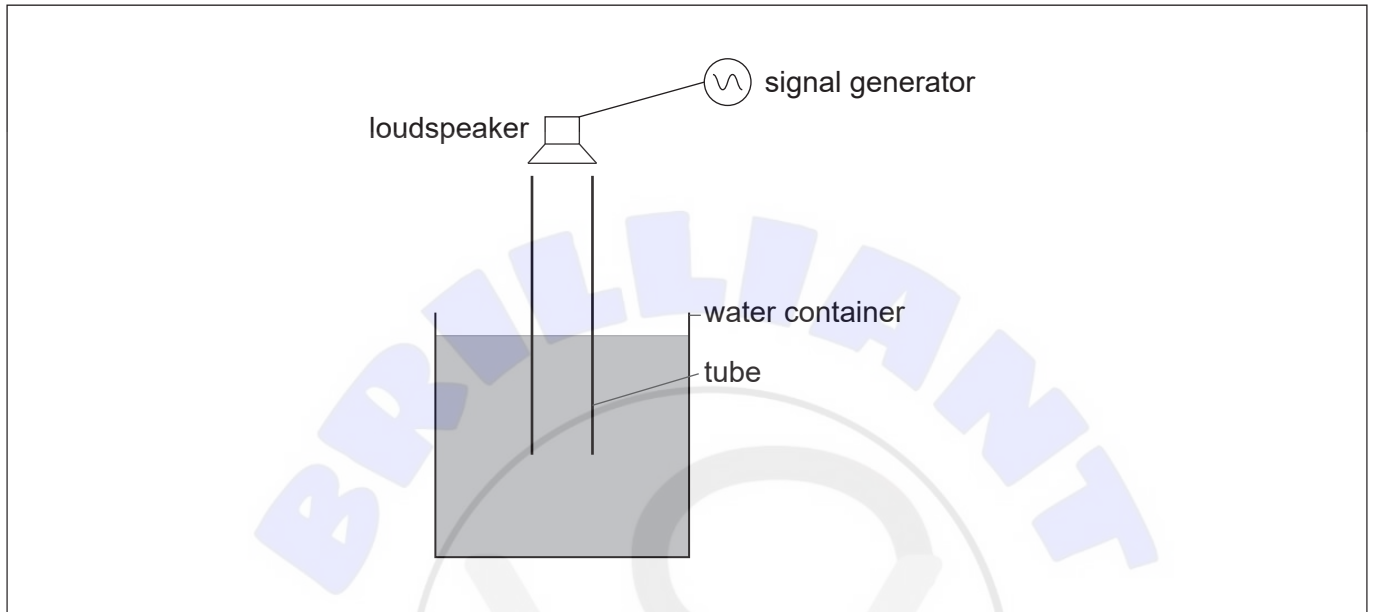 signal generator
loudspeaker
water container
tube
BRILLIANT